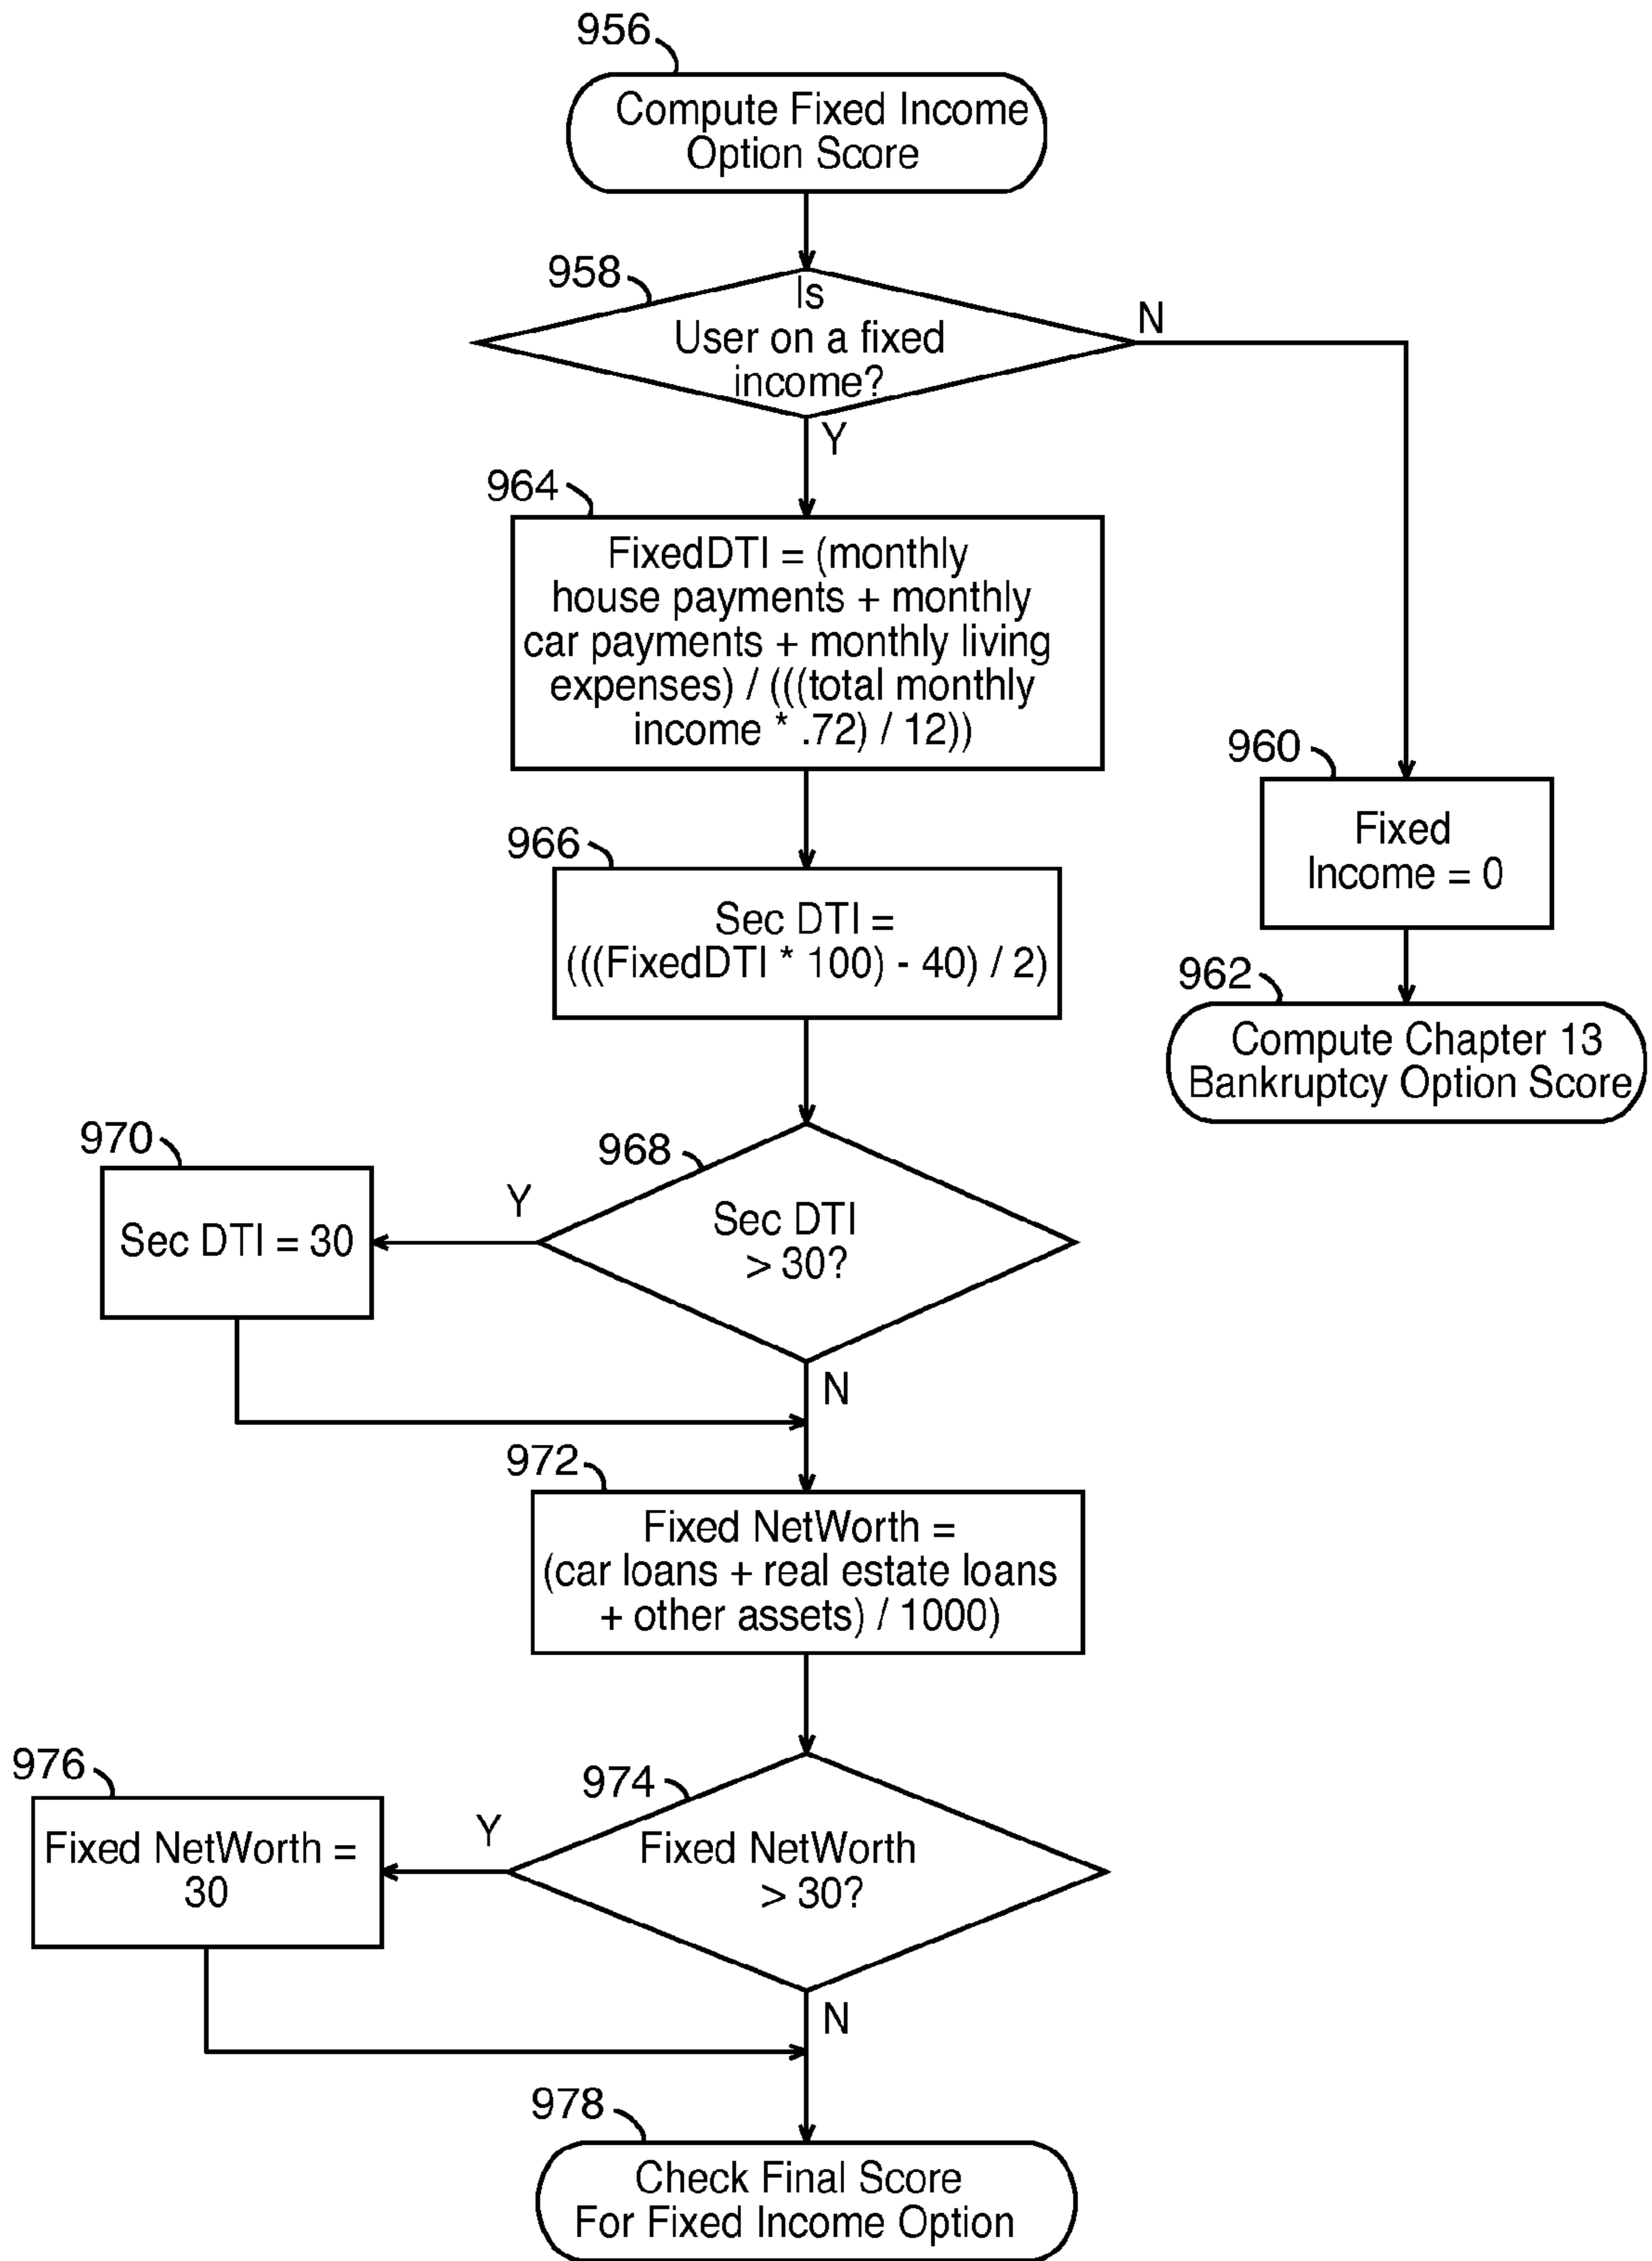 956
Compute Fixed Income
Option Score
958
Is
User on a fixed
income?
N
Y
964
FixedDTI = (monthly
house payments + monthly
car payments + monthly living
expenses) / (((total monthly
income * .72) / 12))
960
Fixed
Income = 0
966
Sec DTI =
(((FixedDTI * 100) - 40) / 2)
962
Compute Chapter 13
Bankruptcy Option Score
970
Sec DTI = 30
968
Y
Sec DTI
> 30?
N
972
Fixed NetWorth =
(car loans + real estate loans
+ other assets) / 1000)
976
Fixed NetWorth =
30
974
Y
Fixed NetWorth
> 30?
N
978
Check Final Score
For Fixed Income Option